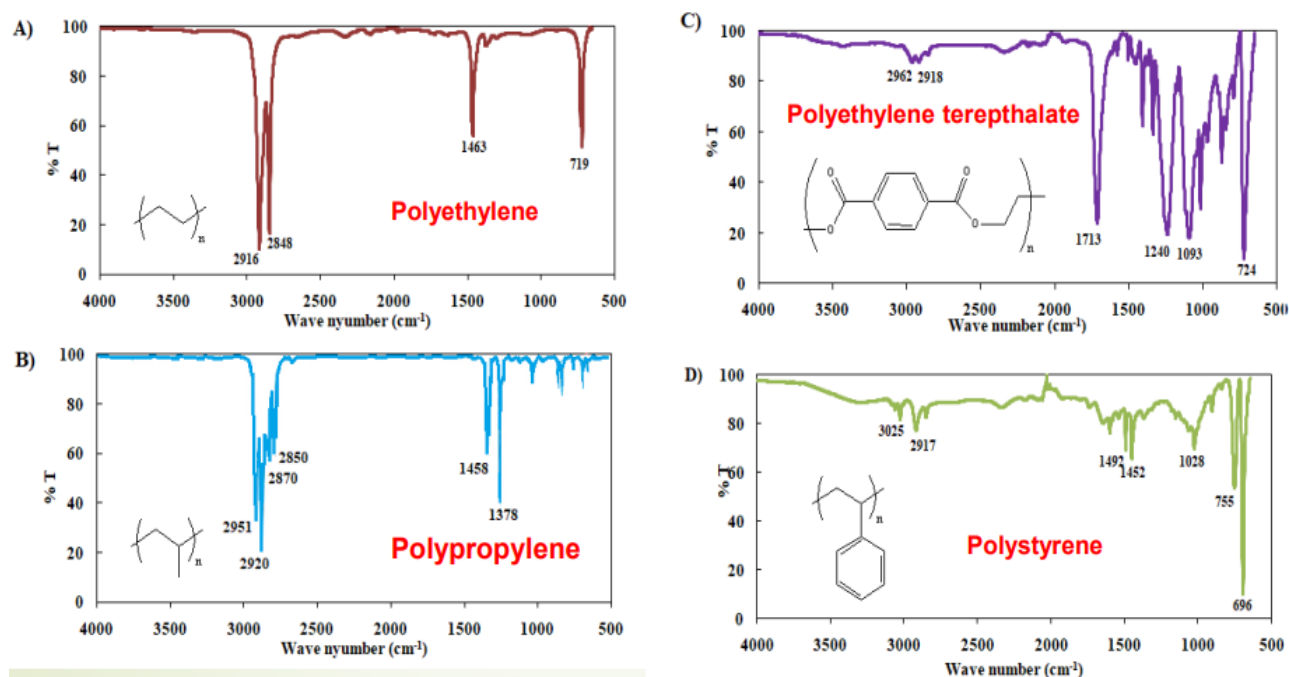 A)
% T
100
80
60
40
20
0
2916
2848
1463
719
Polyethylene
n
4000 3500 3000 2500 2000 1500 1000 500
Wave nyumber (cm-1)
B)
% T
100
80
60
40
20
0
2951
2920
2870
2850
1458
1378
Polypropylene
n
4000 3500 3000 2500 2000 1500 1000 500
Wave nyumber (cm-1)
C)
% T
100
80
60
40
20
0
2962 2918
Polyethylene terepthalate
O
O
O
O
n
1713
1240
1093
724
4000 3500 3000 2500 2000 1500 1000 500
Wave number (cm-1)
D)
% T
100
80
60
40
20
0
3025
2917
1492
1452
1028
755
696
n
Polystyrene
4000 3500 3000 2500 2000 1500 1000 500
Wave number (cm-1)